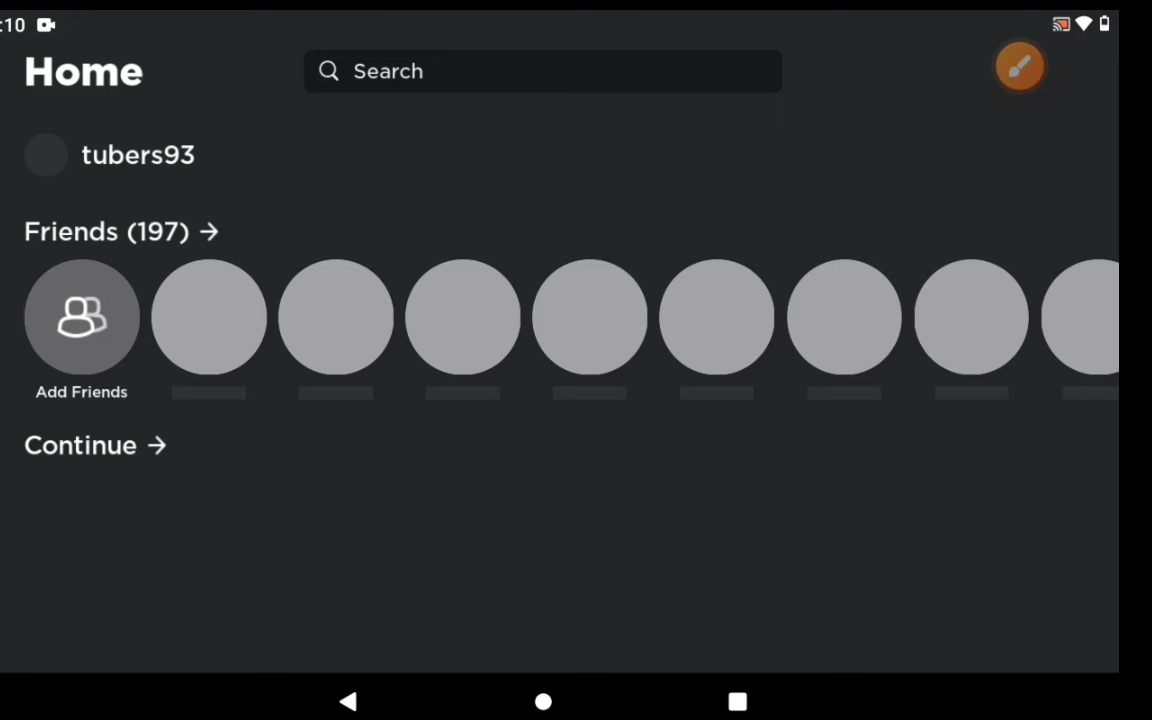 :10
Home
Search
tubers93
Friends (197) →
Add Friends
Continue →